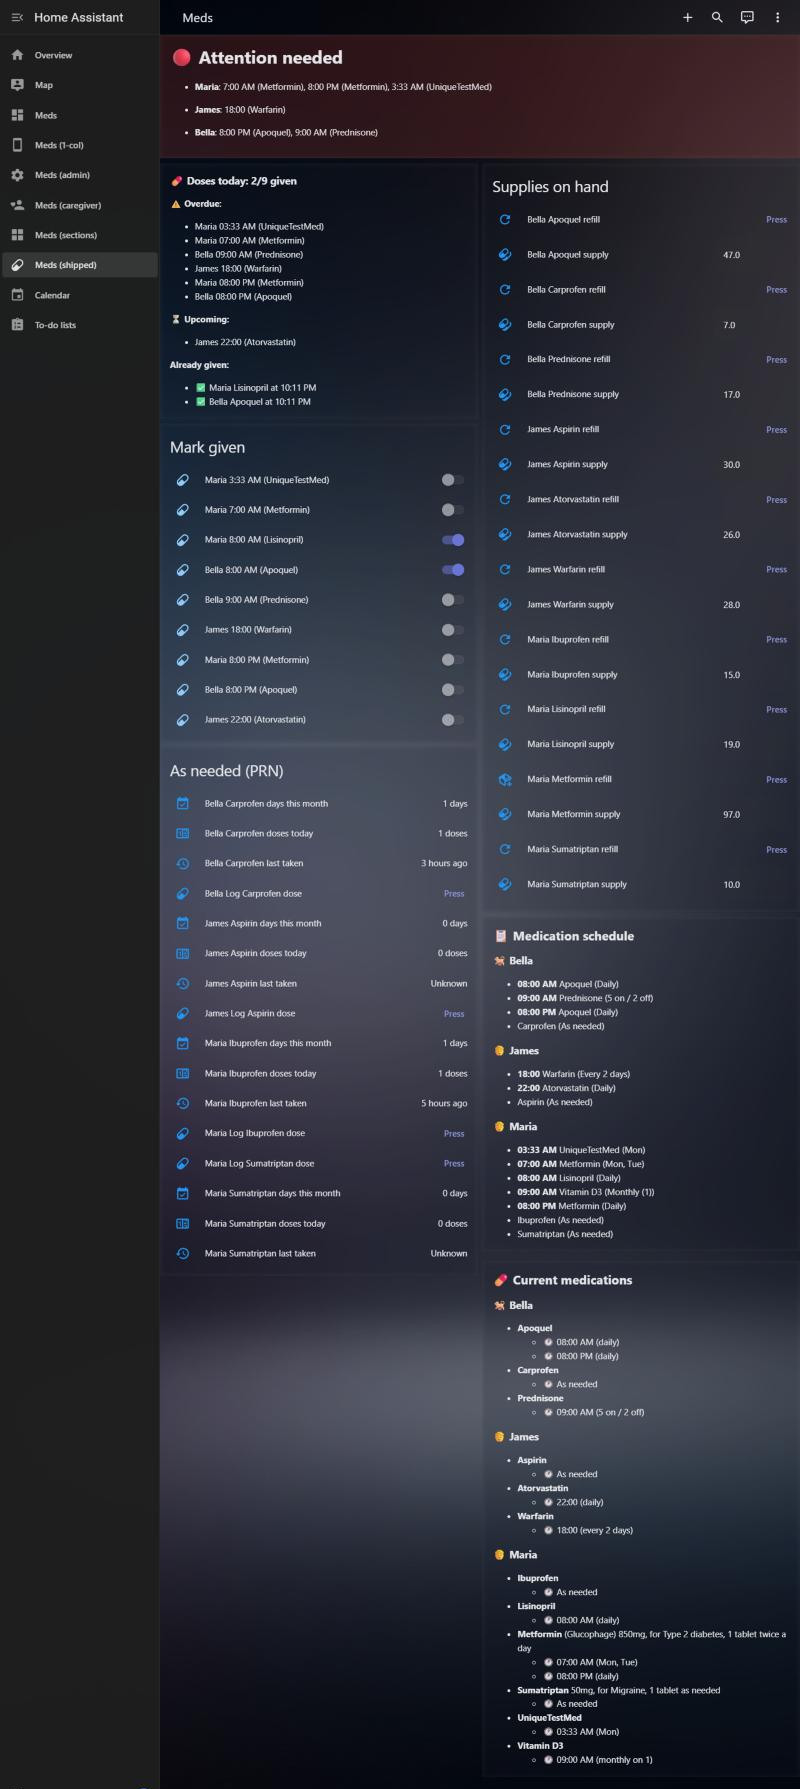 Home Assistant
Overview
Map
Meds
Meds (1-col)
Meds (admin)
Meds (caregiver)
Meds (sections)
Meds (shipped)
Calendar
To-do lists
Meds
Attention needed
Maria: 7:00 AM (Metformin), 8:00 PM (Metformin), 3:33 AM (UniqueTestMed)
James: 18:00 (Warfarin)
Bella: 8:00 PM (Apoquel), 9:00 AM (Prednisone)
Doses today: 2/9 given
Overdue:
Maria 03:33 AM (UniqueTestMed)
Maria 07:00 AM (Metformin)
Bella 09:00 AM (Prednisone)
James 18:00 (Warfarin)
Maria 08:00 PM (Metformin)
Bella 08:00 PM (Apoquel)
Upcoming:
James 22:00 (Atorvastatin)
Already given:
Maria Lisinopril at 10:11 PM
Bella Apoquel at 10:11 PM
Mark given
Maria 3:33 AM (UniqueTestMed)
Maria 7:00 AM (Metformin)
Maria 8:00 AM (Lisinopril)
Bella 8:00 AM (Apoquel)
Bella 9:00 AM (Prednisone)
James 18:00 (Warfarin)
Maria 8:00 PM (Metformin)
Bella 8:00 PM (Apoquel)
James 22:00 (Atorvastatin)
As needed (PRN)
Bella Carprofen days this month 1 days
Bella Carprofen doses today 1 doses
Bella Carprofen last taken 3 hours ago
Bella Log Carprofen dose Press
James Aspirin days this month 0 days
James Aspirin doses today 0 doses
James Aspirin last taken Unknown
James Log Aspirin dose Press
Maria Ibuprofen days this month 1 days
Maria Ibuprofen doses today 1 doses
Maria Ibuprofen last taken 5 hours ago
Maria Log Ibuprofen dose Press
Maria Log Sumatriptan dose Press
Maria Sumatriptan days this month 0 days
Maria Sumatriptan doses today 0 doses
Maria Sumatriptan last taken Unknown
Supplies on hand
Bella Apoquel refill Press
Bella Apoquel supply 47.0
Bella Carprofen refill Press
Bella Carprofen supply 7.0
Bella Prednisone refill Press
Bella Prednisone supply 17.0
James Aspirin refill Press
James Aspirin supply 30.0
James Atorvastatin refill Press
James Atorvastatin supply 26.0
James Warfarin refill Press
James Warfarin supply 28.0
Maria Ibuprofen refill Press
Maria Ibuprofen supply 15.0
Maria Lisinopril refill Press
Maria Lisinopril supply 19.0
Maria Metformin refill Press
Maria Metformin supply 97.0
Maria Sumatriptan refill Press
Maria Sumatriptan supply 10.0
Medication schedule
Bella
08:00 AM Apoquel (Daily)
09:00 AM Prednisone (5 on / 2 off)
08:00 PM Apoquel (Daily)
Carprofen (As needed)
James
18:00 Warfarin (Every 2 days)
22:00 Atorvastatin (Daily)
Aspirin (As needed)
Maria
03:33 AM UniqueTestMed (Mon)
07:00 AM Metformin (Mon, Tue)
08:00 AM Lisinopril (Daily)
09:00 AM Vitamin D3 (Monthly (1))
08:00 PM Metformin (Daily)
Ibuprofen (As needed)
Sumatriptan (As needed)
Current medications
Bella
Apoquel
08:00 AM (daily)
08:00 PM (daily)
Carprofen
As needed
Prednisone
09:00 AM (5 on / 2 off)
James
Aspirin
As needed
Atorvastatin
22:00 (daily)
Warfarin
18:00 (every 2 days)
Maria
Ibuprofen
As needed
Lisinopril
08:00 AM (daily)
Metformin (Glucophage) 850mg, for Type 2 diabetes, 1 tablet twice a
day
07:00 AM (Mon, Tue)
08:00 PM (daily)
Sumatriptan 50mg, for Migraine, 1 tablet as needed
As needed
UniqueTestMed
03:33 AM (Mon)
Vitamin D3
09:00 AM (monthly on 1)